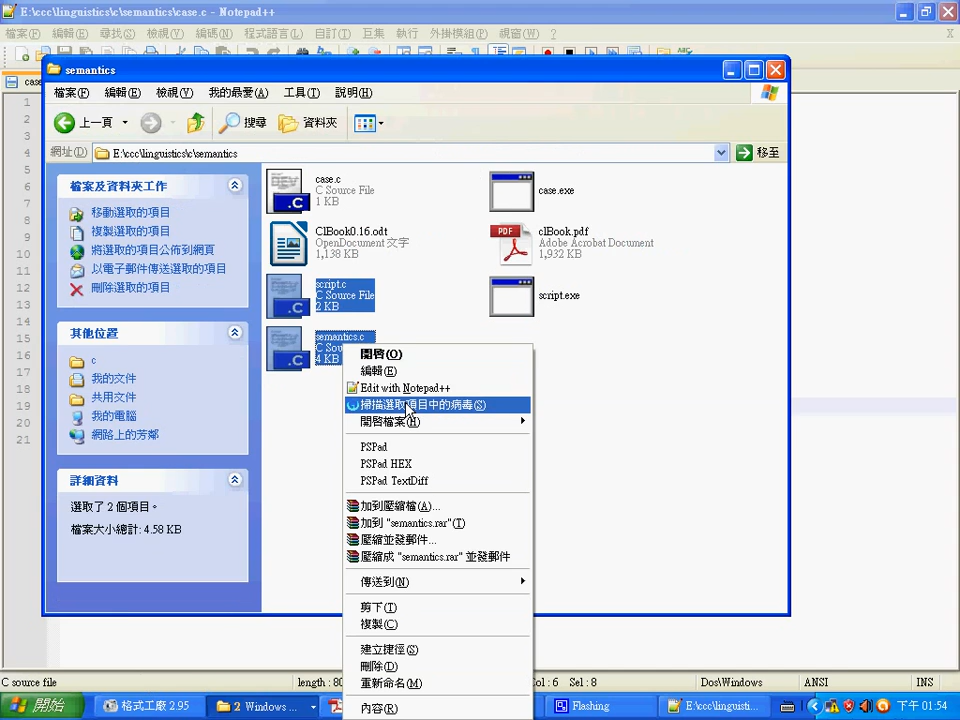 E:\ccc\linguistics\c\semantics\case.c - Notepad++
檔案(F) 編輯(E) 尋找(S) 檢視(V) 編碼(N) 程式語言(L) 自訂(T) 巨集 執行 外掛模組(P) 視窗(W) ? X
case
semantics
檔案(F) 編輯(E) 檢視(V) 我的最愛(A) 工具(T) 說明(H)
上一頁 搜尋 資料夾
網址(D) E:\ccc\linguistics\c\semantics 移至
檔案及資料夾工作
移動選取的項目
複製選取的項目
將選取的項目公佈到網頁
以電子郵件傳送選取的項目
刪除選取的項目
其他位置
c
我的文件
共用文件
我的電腦
網路上的芳鄰
詳細資料
選取了 2 個項目。
檔案大小總計: 4.58 KB
case.c
C Source File
1 KB
case.exe
ClBook0.16.odt
OpenDocument 文字
1,138 KB
clBook.pdf
Adobe Acrobat Document
1,932 KB
script.c
C Source File
2 KB
script.exe
semantics.c
C Sou
4 KB
開啓(O)
編輯(E)
Edit with Notepad++
掃描選取項目中的病毒(S)
開啓檔案(H)
PSPad
PSPad HEX
PSPad TextDiff
加到壓縮檔(A)...
加到 "semantics.rar"(T)
壓縮並發郵件...
壓縮成 "semantics.rar" 並發郵件
傳送到(N)
剪下(T)
複製(C)
建立捷徑(S)
刪除(D)
重新命名(M)
內容(R)
1
2
3
4
5
6
7
8
9
10
11
12
13
14
15
16
17
18
19
20
21
C source file length : 80 Col : 6 Sel : 8 Dos\Windows ANSI INS
開始 格式工廠 2.95 2 Windows ... Flashing E:\ccc\linguisti... 下午 01:54